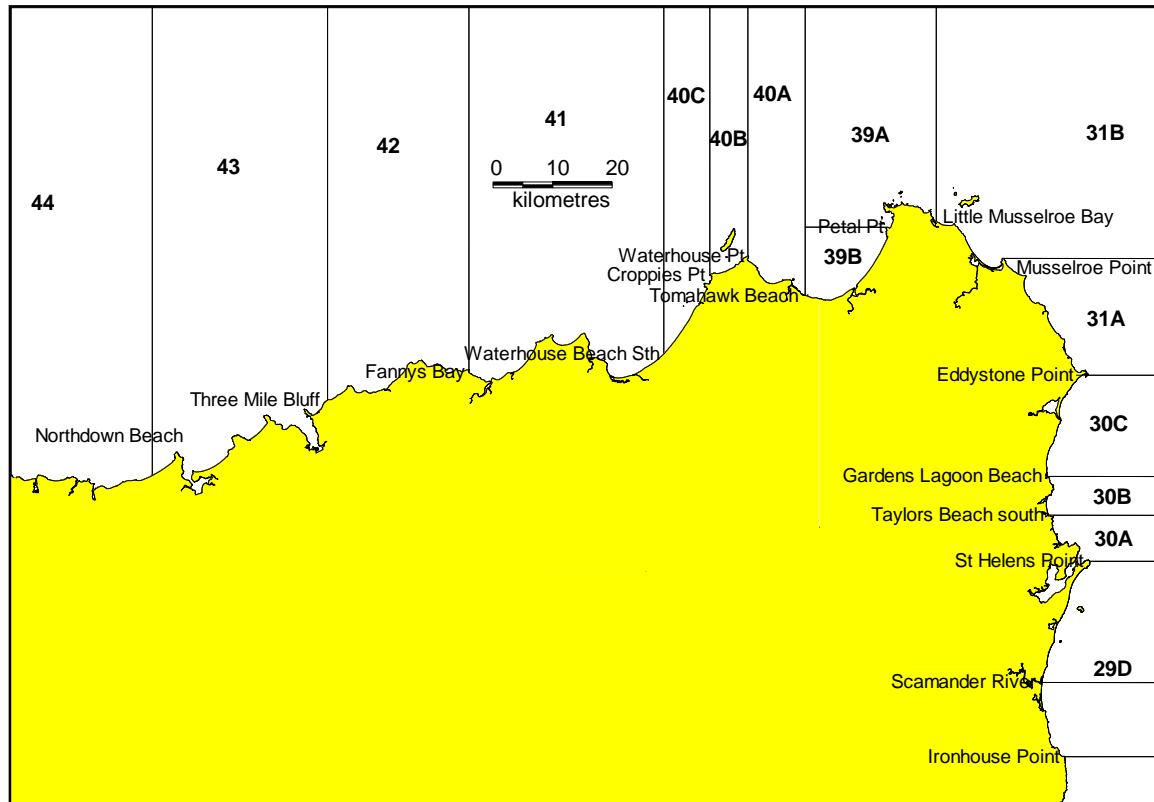 40C
40A
40B
41
42
43
44
39A
31B
0 10 20
kilometres
Petal Pt
Little Musselroe Bay
39B
Waterhouse Pt
Croppies Pt
Musselroe Point
Tomahawk Beach
31A
Waterhouse Beach Sth
Fannys Bay
Eddystone Point
Three Mile Bluff
Northdown Beach
30C
Gardens Lagoon Beach
30B
Taylors Beach south
30A
St Helens Point
29D
Scamander River
Ironhouse Point